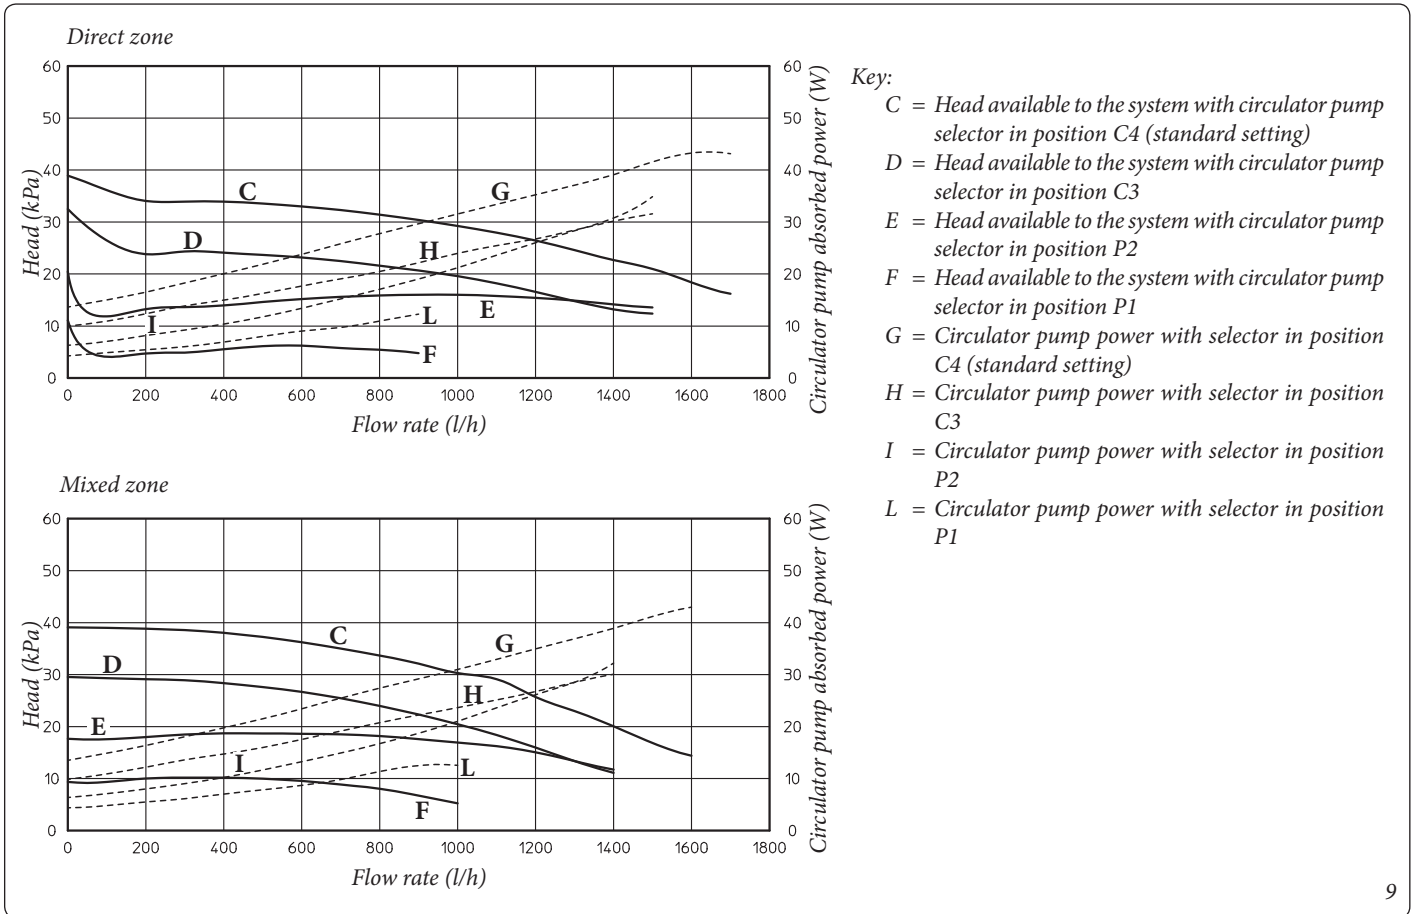 Direct zone
60
50
40
30
20
10
0
Head (kPa)
C
D
E
F
G
H
I
L
60
50
40
30
20
10
0
Circulator pump absorbed power (W)
0 200 400 600 800 1000 1200 1400 1600 1800
Flow rate (l/h)
Mixed zone
60
50
40
30
20
10
0
Head (kPa)
C
D
E
F
G
H
I
L
60
50
40
30
20
10
0
Circulator pump absorbed power (W)
0 200 400 600 800 1000 1200 1400 1600 1800
Flow rate (l/h)
Key:
C = Head available to the system with circulator pump
selector in position C4 (standard setting)
D = Head available to the system with circulator pump
selector in position C3
E = Head available to the system with circulator pump
selector in position P2
F = Head available to the system with circulator pump
selector in position P1
G = Circulator pump power with selector in position
C4 (standard setting)
H = Circulator pump power with selector in position
C3
I = Circulator pump power with selector in position
P2
L = Circulator pump power with selector in position
P1
9